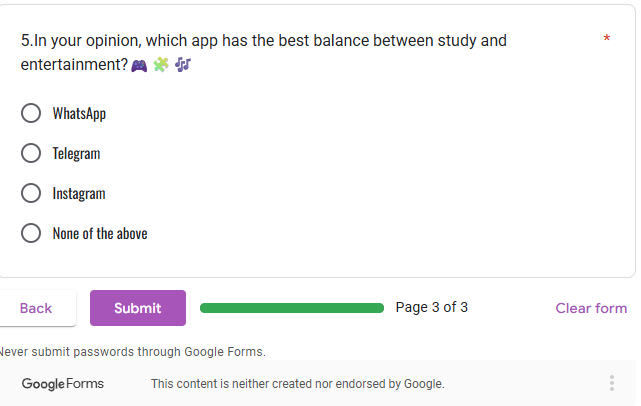 5.In your opinion, which app has the best balance between study and *
entertainment? 🎮 🧩 🎶
WhatsApp
Telegram
Instagram
None of the above
Back
Submit
Page 3 of 3
Clear form
Never submit passwords through Google Forms.
Google Forms
This content is neither created nor endorsed by Google.